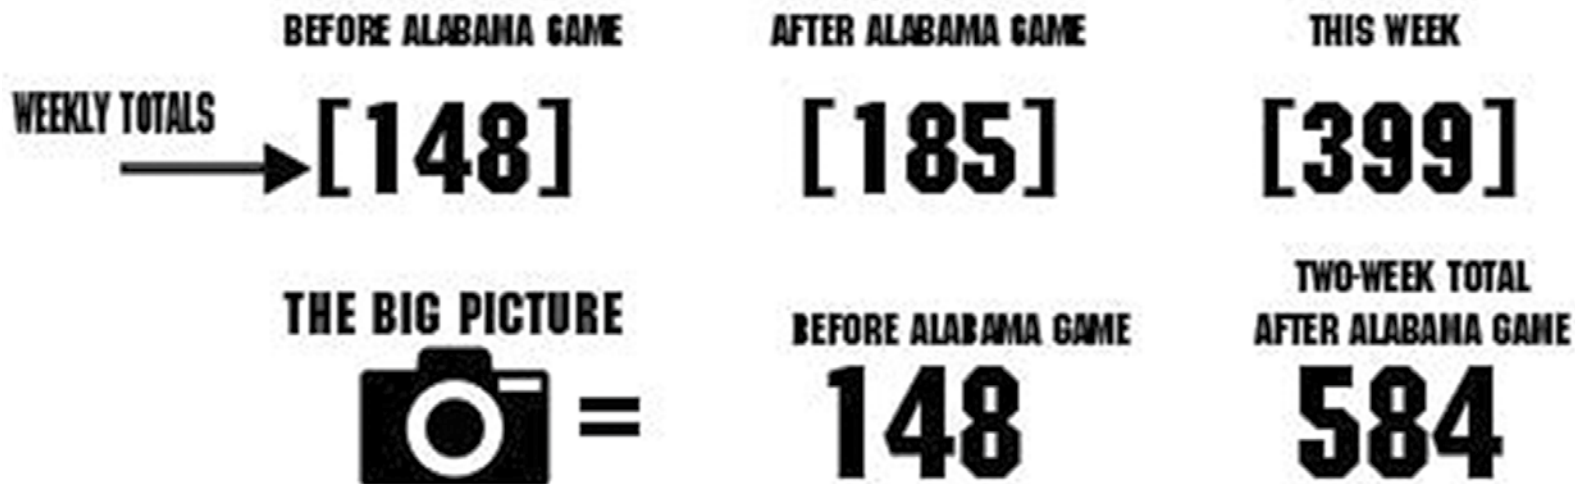 BEFORE ALABAMA GAME AFTER ALABAMA GAME THIS WEEK
WEEKLY TOTALS
[148] [185] [399]
THE BIG PICTURE
=
BEFORE ALABAMA GAME
148
TWO-WEEK TOTAL
AFTER ALABAMA GAME
584